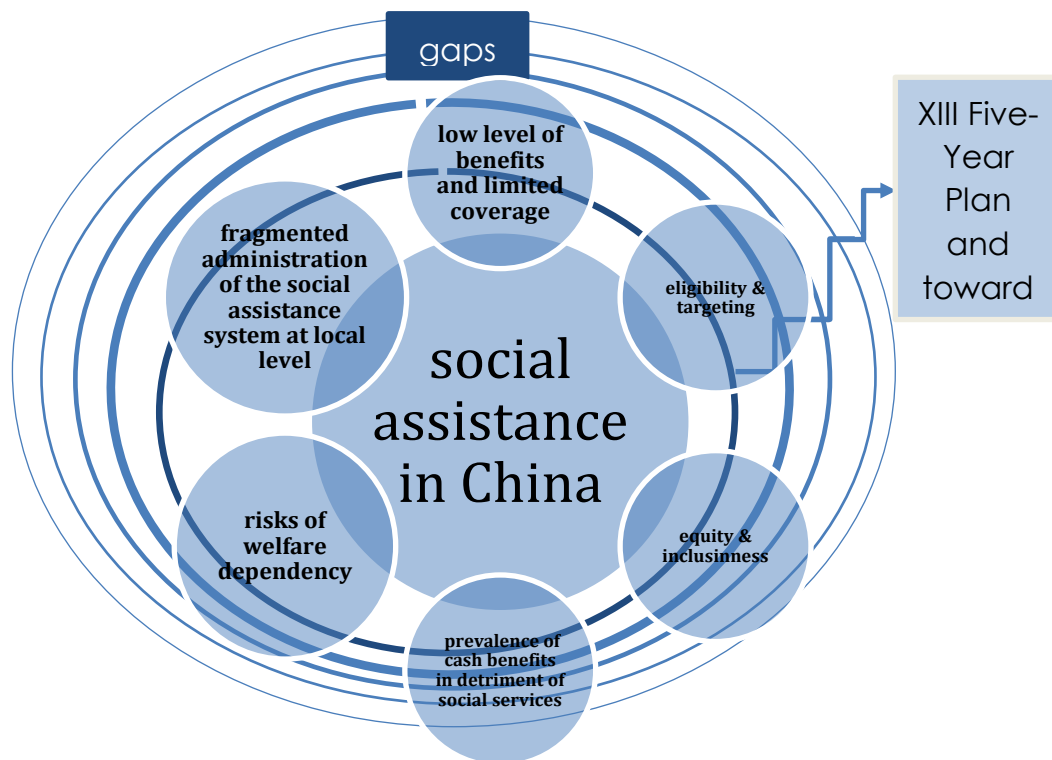 gaps
low level of
benefits
and limited
coverage
XIII Five-
Year
Plan
and
toward
fragmented
administration
of the social
assistance
system at local
level
eligibility &
targeting
social
assistance
in China
risks of
welfare
dependency
equity &
inclusinness
prevalence of
cash benefits
in detriment of
social services